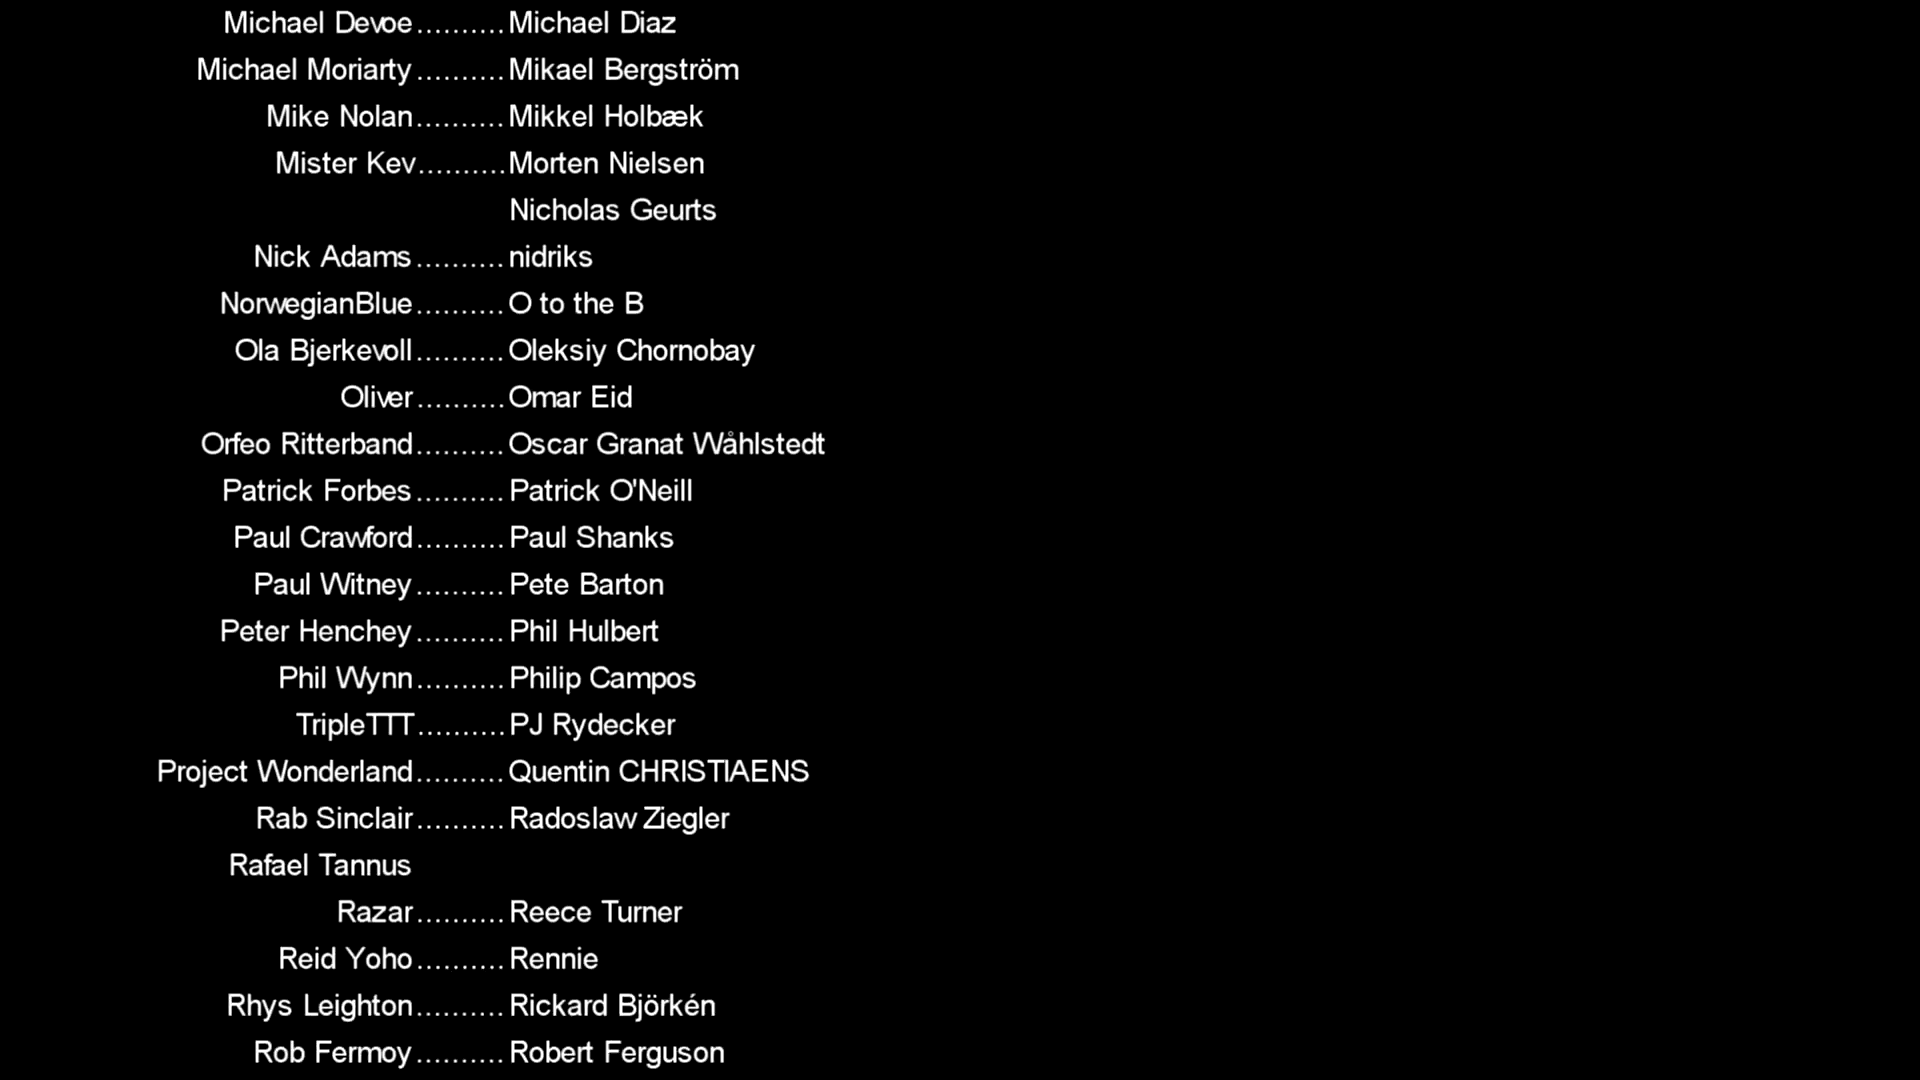 Michael Devoe..........Michael Diaz
Michael Moriarty..........Mikael Bergström
Mike Nolan..........Mikkel Holbæk
Mister Kev..........Morten Nielsen
Nicholas Geurts
Nick Adams..........nidriks
NorwegianBlue..........O to the B
Ola Bjerkevoll..........Oleksiy Chornobay
Oliver..........Omar Eid
Orfeo Ritterband..........Oscar Granat Wåhlstedt
Patrick Forbes..........Patrick O'Neill
Paul Crawford..........Paul Shanks
Paul Witney..........Pete Barton
Peter Henchey..........Phil Hulbert
Phil Wynn..........Philip Campos
TripleTTT..........PJ Rydecker
Project Wonderland..........Quentin CHRISTIAENS
Rab Sinclair..........Radoslaw Ziegler
Rafael Tannus
Razar..........Reece Turner
Reid Yoho..........Rennie
Rhys Leighton..........Rickard Björkén
Rob Fermoy..........Robert Ferguson